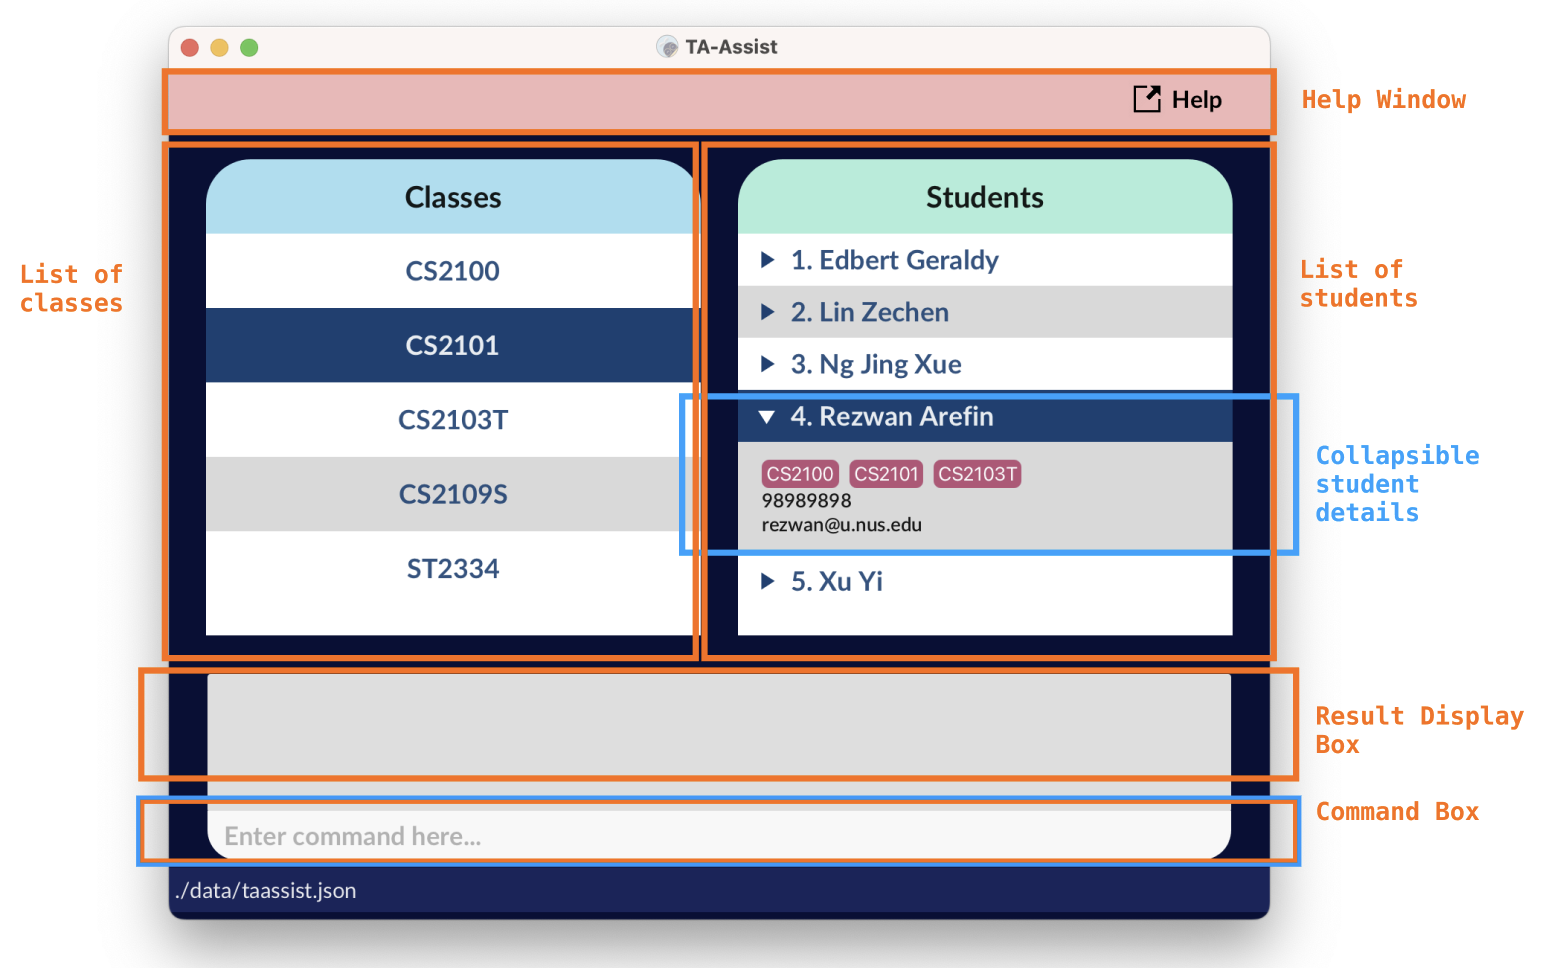 TA-Assist
Help
Help Window
Classes
CS2100
CS2101
CS2103T
CS2109S
ST2334
List of
classes
Students
1. Edbert Geraldy
2. Lin Zechen
3. Ng Jing Xue
4. Rezwan Arefin
CS2100 CS2101 CS2103T
98989898
rezwan@u.nus.edu
5. Xu Yi
List of
students
Collapsible
student
details
Result Display
Box
Enter command here...
Command Box
./data/taassist.json